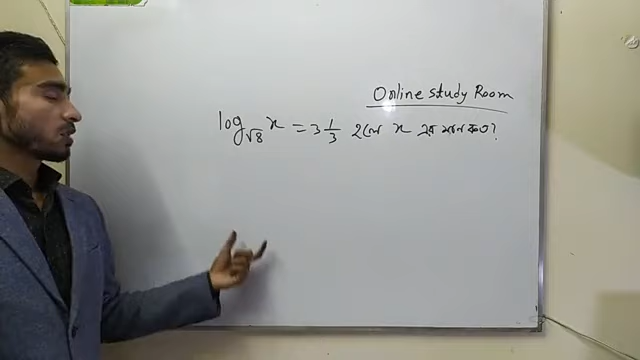 Online Study Room
log√8 x = 3 1/3 হলে x এর মান কত?